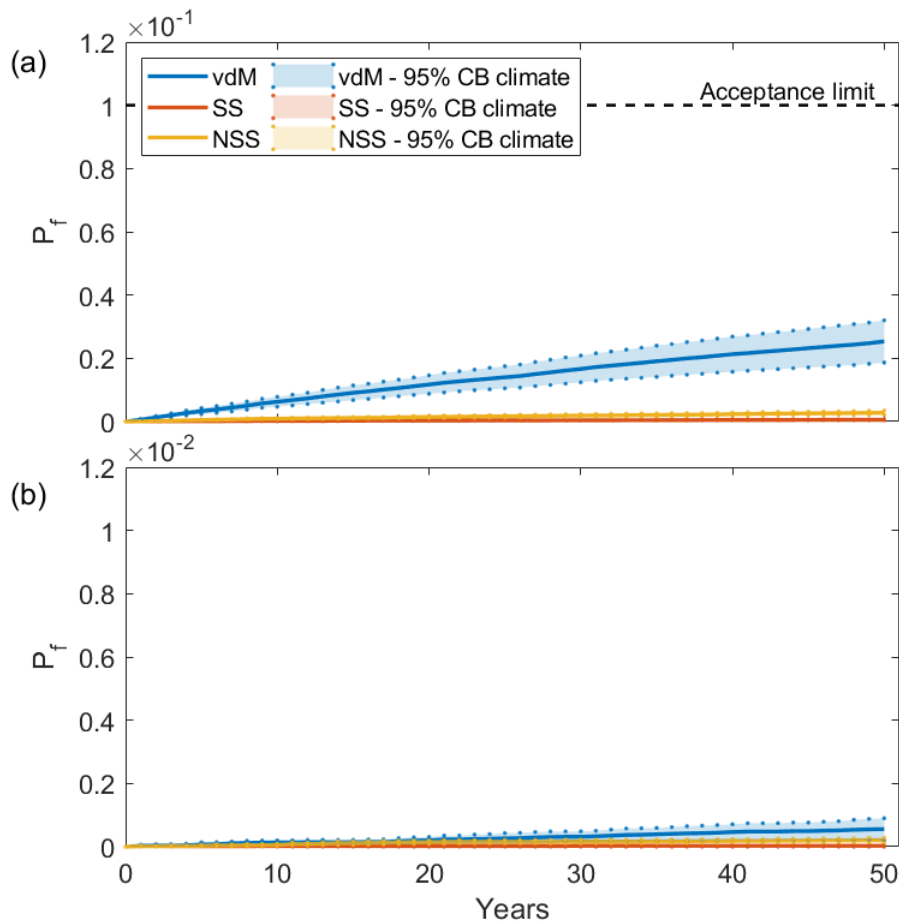 ×10⁻¹
(a)
1.2
1
0.8
0.6
0.4
0.2
0
P_f
vdM
vdM - 95% CB climate
SS
SS - 95% CB climate
NSS
NSS - 95% CB climate
Acceptance limit
×10⁻²
(b)
1.2
1
0.8
0.6
0.4
0.2
0
P_f
0 10 20 30 40 50
Years